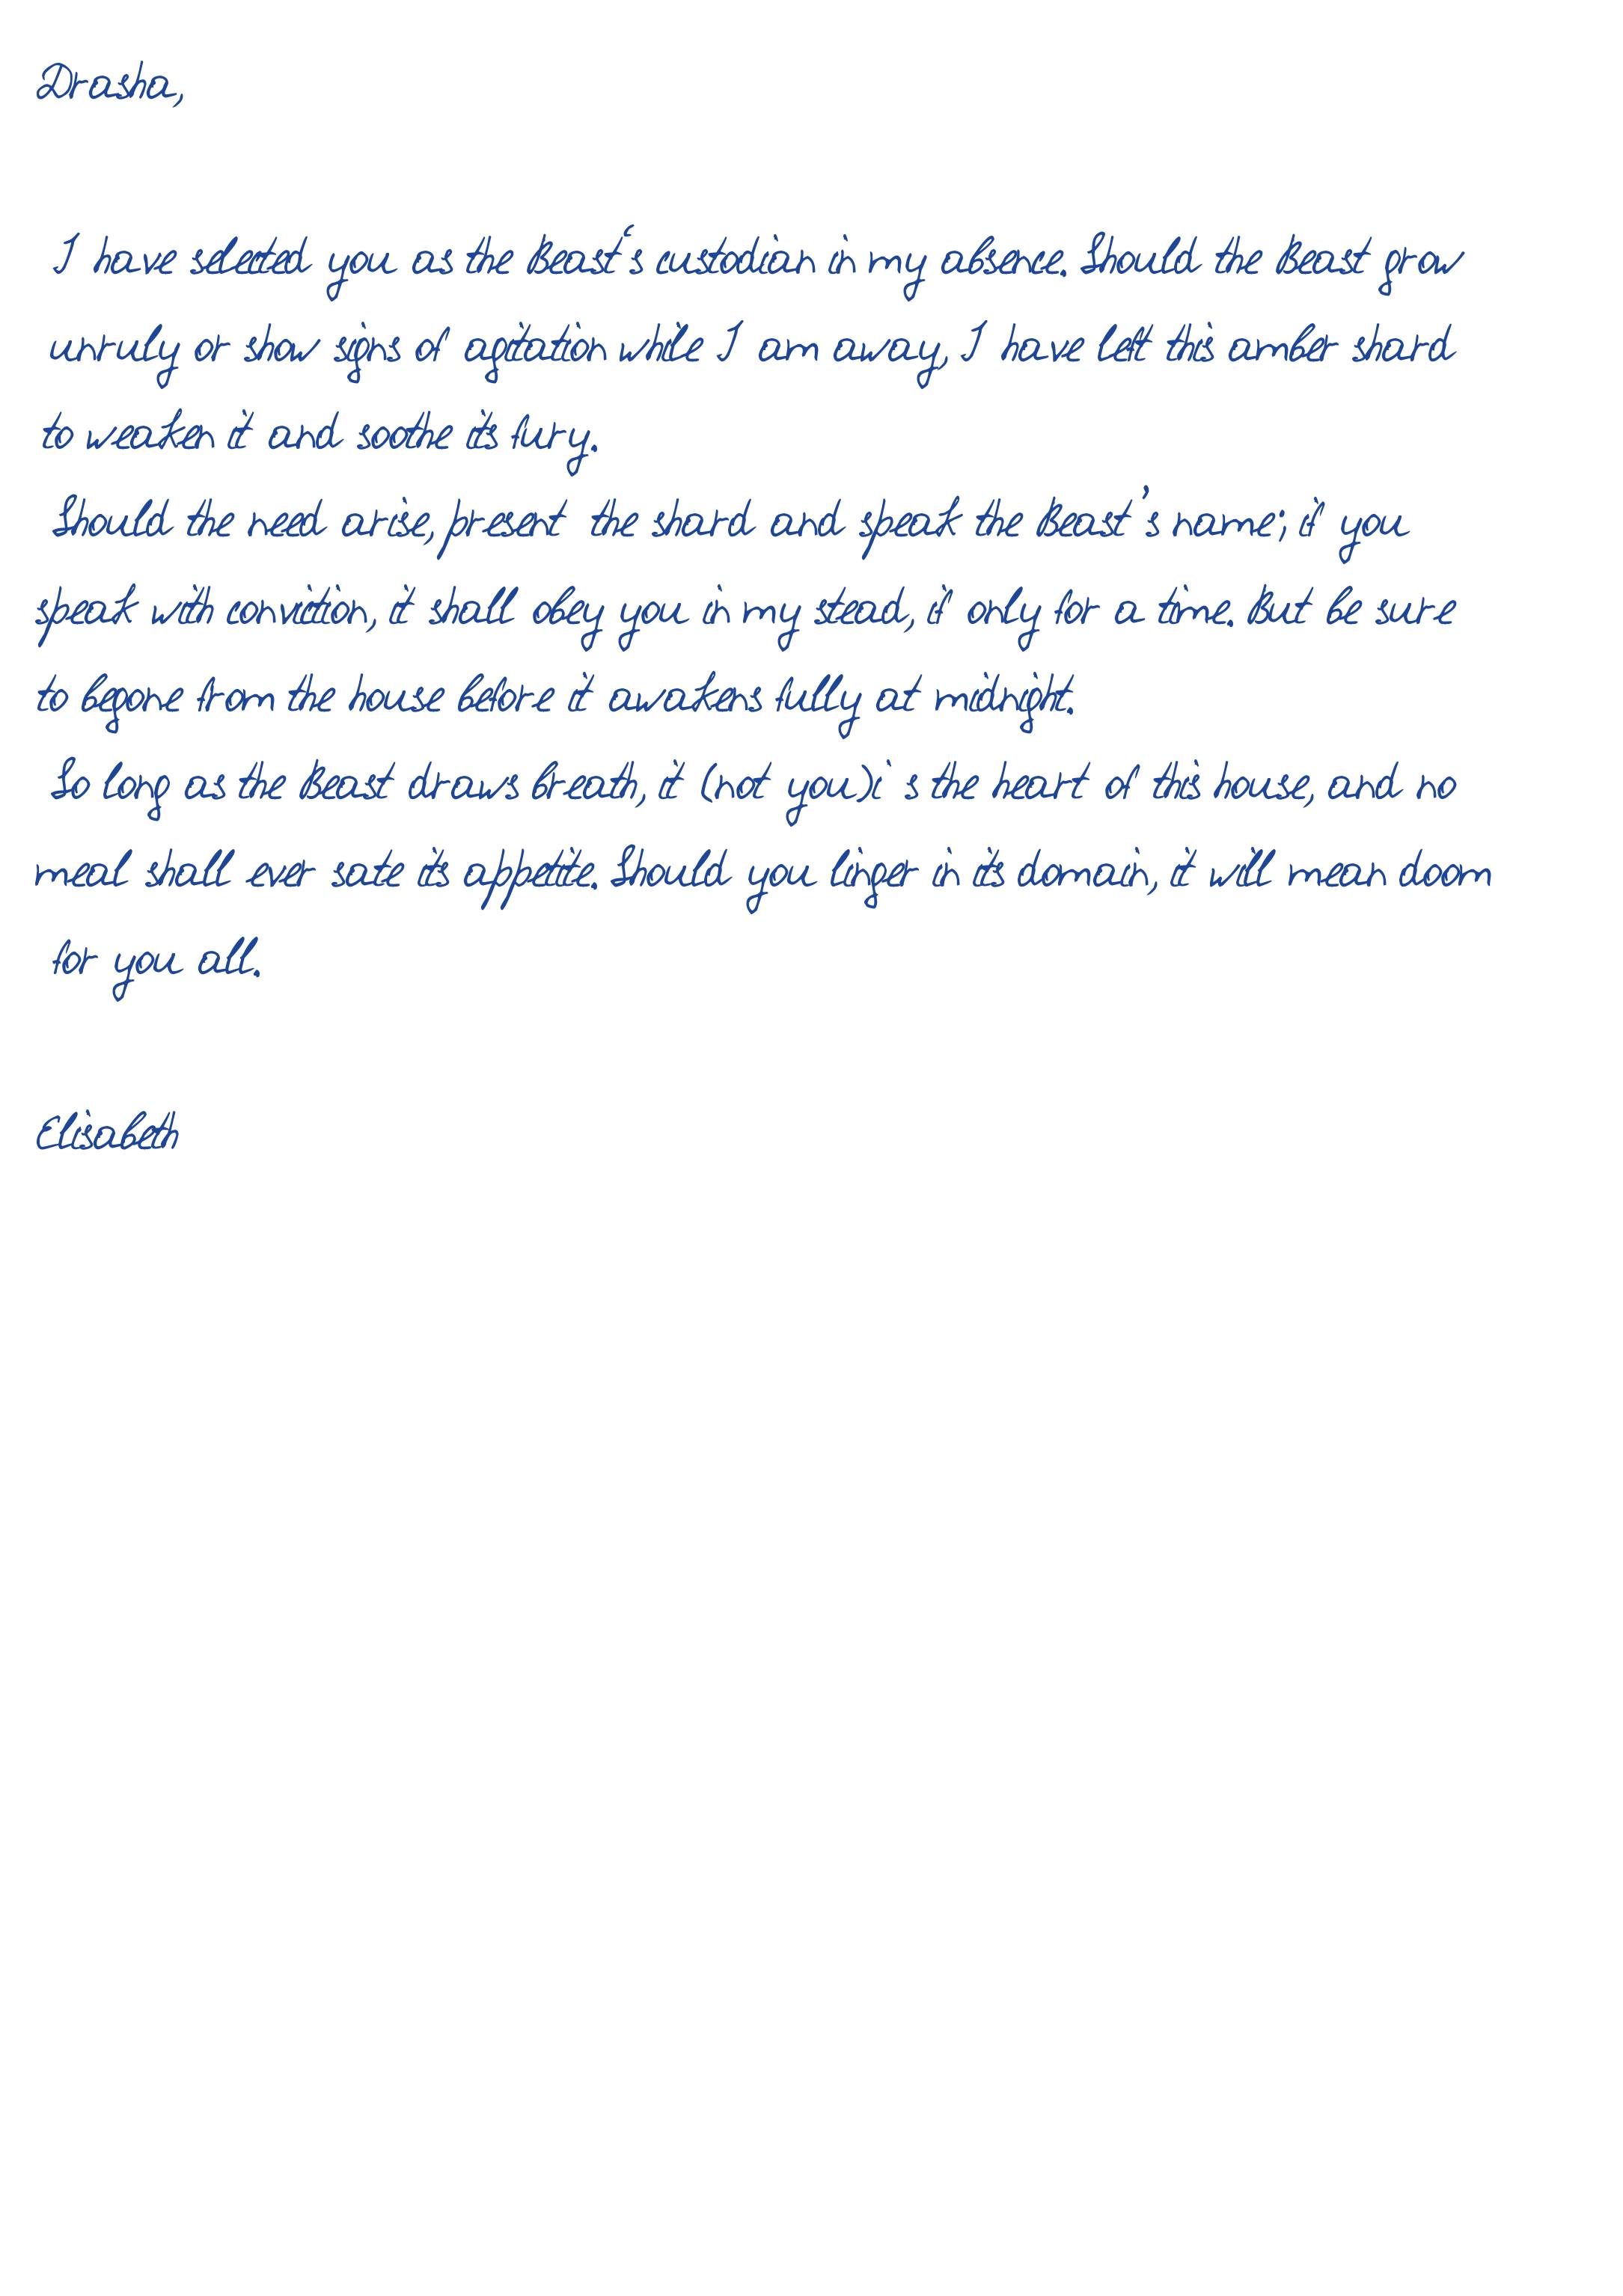 Drasha,
I have selected you as the Beast‘s custodian in my absence. Should the Beast grow
unruly or show signs of agitation while I am away, I have left this amber shard
to weaken it and soothe its fury.
Should the need arise, present the shard and speak the Beast’s name; if you
speak with conviction, it shall obey you in my stead, if only for a time. But be sure
to begone from the house before it awakens fully at midnight.
So long as the Beast draws breath, it (not you)i s the heart of this house, and no
meal shall ever sate its appetite. Should you linger in its domain, it will mean doom
for you all.
Elisabeth